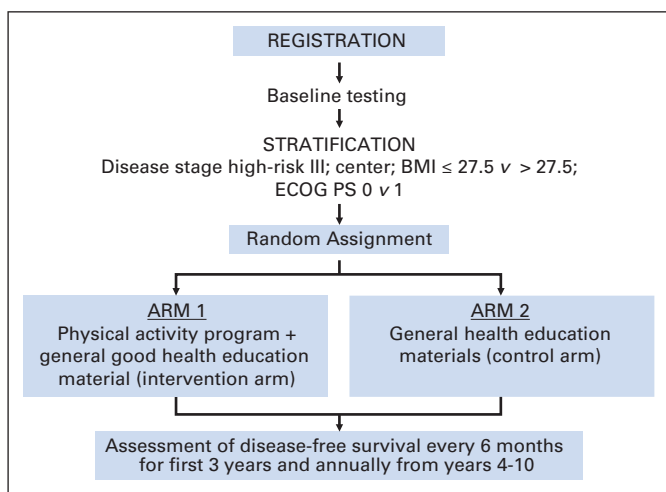 REGISTRATION
Baseline testing
STRATIFICATION
Disease stage high-risk III; center; BMI ≤ 27.5 v > 27.5;
ECOG PS 0 v 1
Random Assignment
ARM 1
Physical activity program +
general good health education
material (intervention arm)
ARM 2
General health education
materials (control arm)
Assessment of disease-free survival every 6 months
for first 3 years and annually from years 4-10